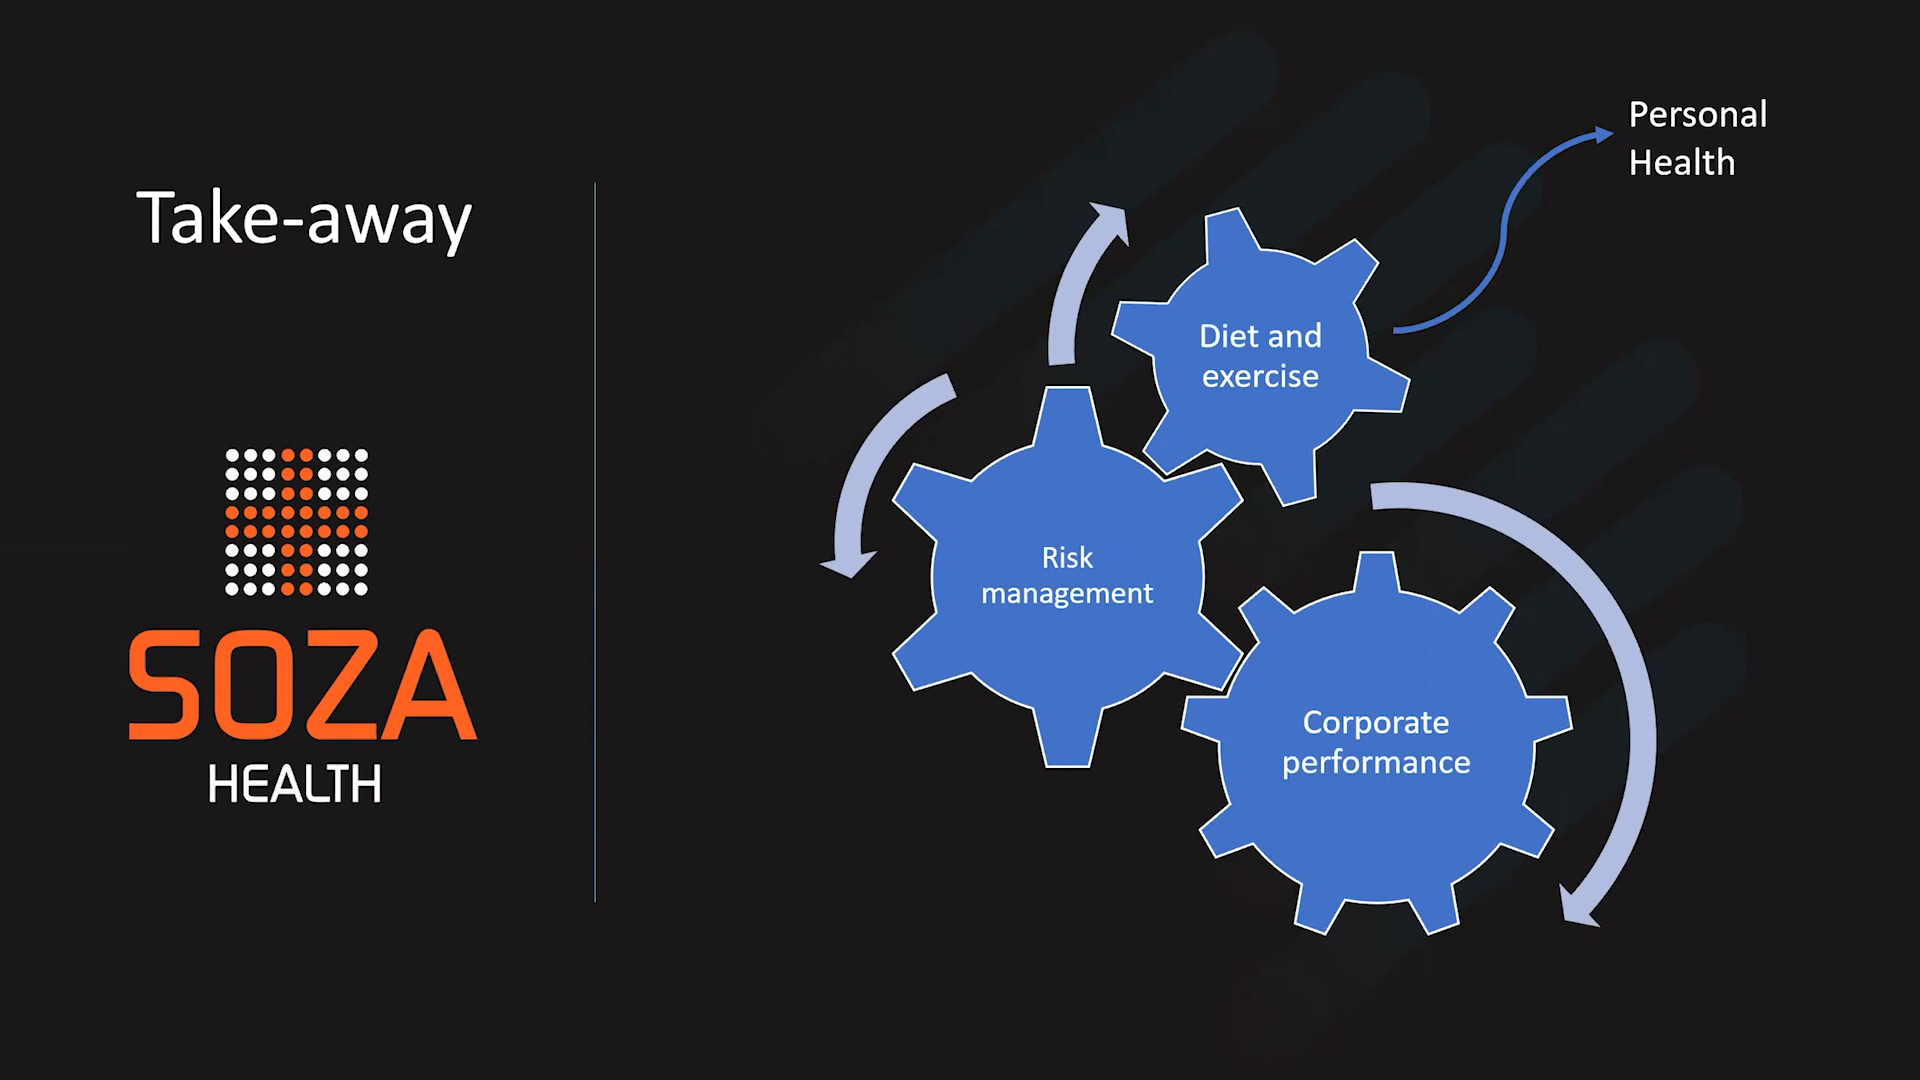 Take-away
SOZA
HEALTH
Personal
Health
Diet and
exercise
Risk
management
Corporate
performance